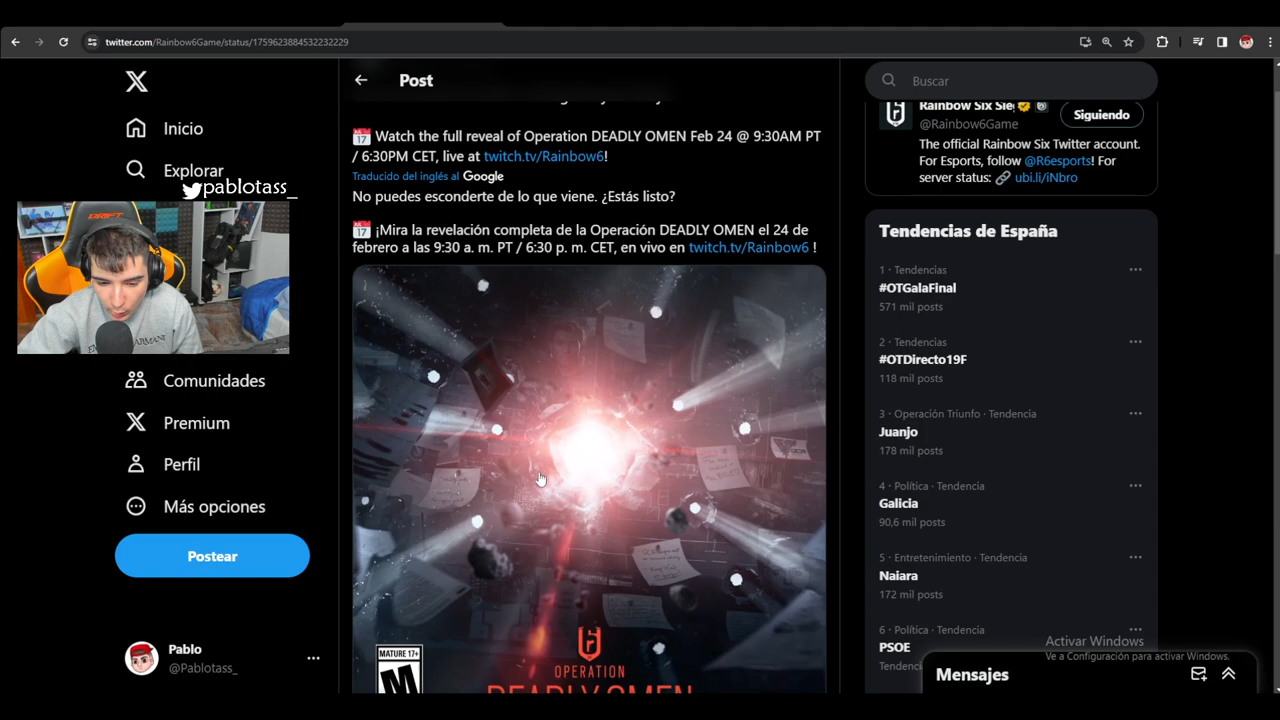 twitter.com/Rainbow6Game/status/1759623884532232229
Post
Buscar
Inicio
Explorar
pablotass_
Comunidades
Premium
Perfil
Más opciones
Postear
Pablo
@Pablotass_
Watch the full reveal of Operation DEADLY OMEN Feb 24 @ 9:30AM PT
/ 6:30PM CET, live at twitch.tv/Rainbow6!
Traducido del inglés al Google
No puedes esconderte de lo que viene. ¿Estás listo?
¡Mira la revelación completa de la Operación DEADLY OMEN el 24 de
febrero a las 9:30 a. m. PT / 6:30 p. m. CET, en vivo en twitch.tv/Rainbow6 !
MATURE 17+
M
OPERATION
DEADLY OMEN
Rainbow Six Sie
@Rainbow6Game
Siguiendo
The official Rainbow Six Twitter account.
For Esports, follow @R6esports! For
server status: ubi.li/iNbro
Tendencias de España
1 · Tendencias
#OTGalaFinal
571 mil posts
2 · Tendencias
#OTDirecto19F
118 mil posts
3 · Operación Triunfo · Tendencia
Juanjo
178 mil posts
4 · Política · Tendencia
Galicia
90,6 mil posts
5 · Entretenimiento · Tendencia
Naiara
172 mil posts
6 · Política · Tendencia
PSOE
Tendenci
Activar Windows
Ve a Configuración para activar Windows.
Mensajes